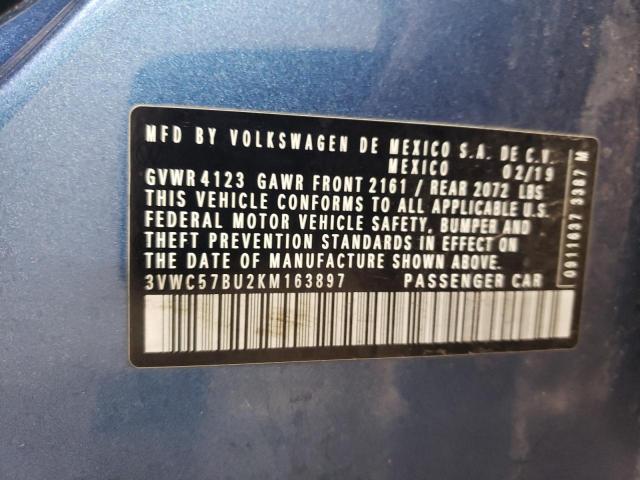 MFD BY VOLKSWAGEN DE MEXICO S.A. DE C.V.
MEXICO 02/19
GVWR 4123 GAWR FRONT 2161 / REAR 2072 LBS
THIS VEHICLE CONFORMS TO ALL APPLICABLE U.S.
FEDERAL MOTOR VEHICLE SAFETY, BUMPER AND
THEFT PREVENTION STANDARDS IN EFFECT ON
THE DATE OF MANUFACTURE SHOWN ABOVE.
3VWC57BU2KM163897 PASSENGER CAR
0611637 3387 M